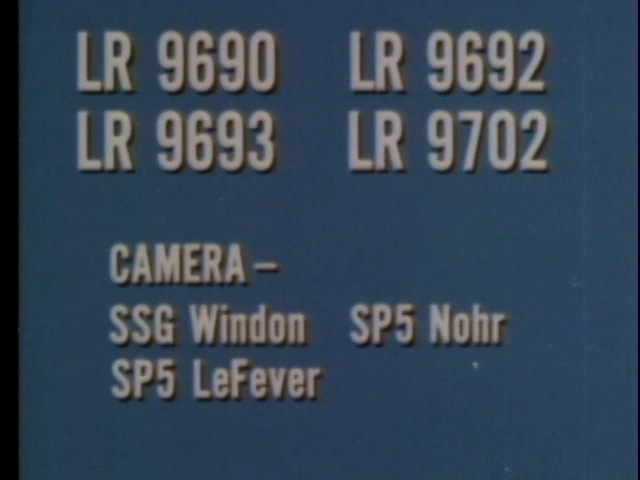 LR 9690 LR 9692
LR 9693 LR 9702
CAMERA –
SSG Windon SP5 Nohr
SP5 LeFever